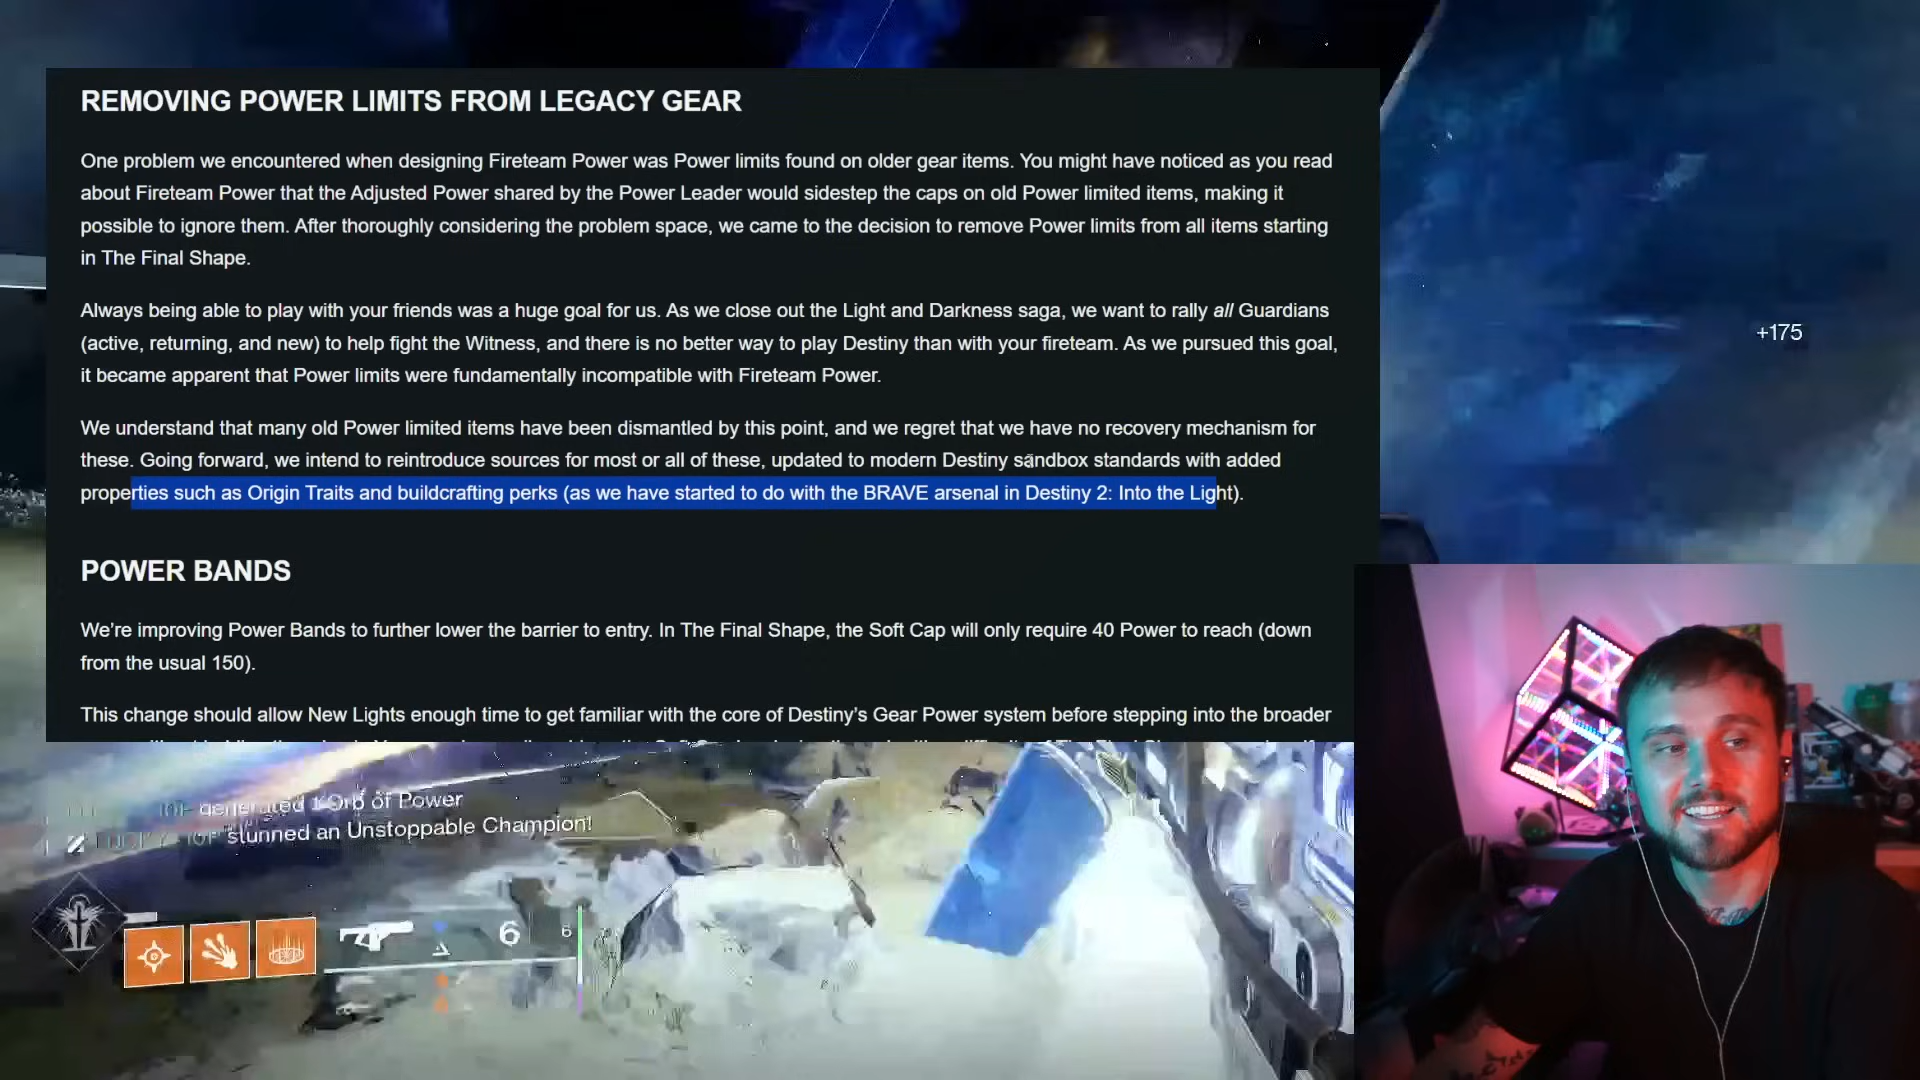 REMOVING POWER LIMITS FROM LEGACY GEAR
One problem we encountered when designing Fireteam Power was Power limits found on older gear items. You might have noticed as you read
about Fireteam Power that the Adjusted Power shared by the Power Leader would sidestep the caps on old Power limited items, making it
possible to ignore them. After thoroughly considering the problem space, we came to the decision to remove Power limits from all items starting
in The Final Shape.
Always being able to play with your friends was a huge goal for us. As we close out the Light and Darkness saga, we want to rally all Guardians
(active, returning, and new) to help fight the Witness, and there is no better way to play Destiny than with your fireteam. As we pursued this goal,
it became apparent that Power limits were fundamentally incompatible with Fireteam Power.
We understand that many old Power limited items have been dismantled by this point, and we regret that we have no recovery mechanism for
these. Going forward, we intend to reintroduce sources for most or all of these, updated to modern Destiny sandbox standards with added
properties such as Origin Traits and buildcrafting perks (as we have started to do with the BRAVE arsenal in Destiny 2: Into the Light).
POWER BANDS
We're improving Power Bands to further lower the barrier to entry. In The Final Shape, the Soft Cap will only require 40 Power to reach (down
from the usual 150).
This change should allow New Lights enough time to get familiar with the core of Destiny's Gear Power system before stepping into the broader
+175
generated 1 Orb of Power
stunned an Unstoppable Champion!
6 6